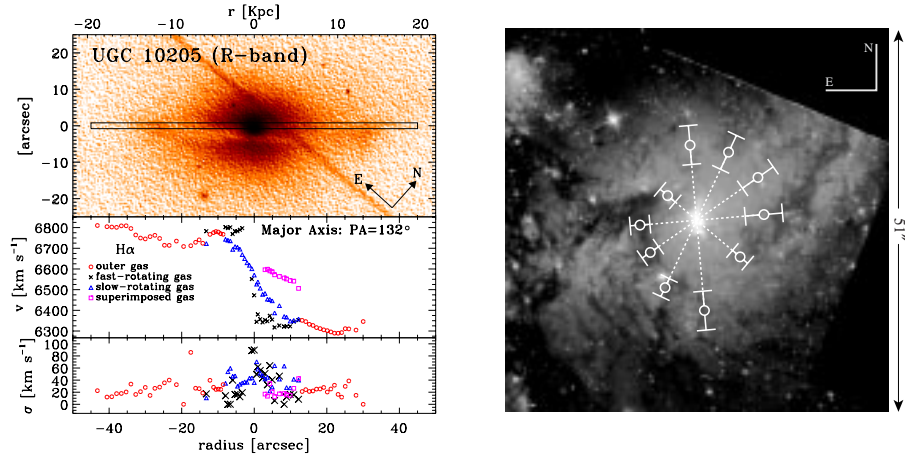 r [Kpc]
−20 −10 0 10 20
UGC 10205 (R-band)
[arcsec]
20
10
0
−10
−20
E
N
Major Axis: PA=132°
Hα
outer gas
fast-rotating gas
slow-rotating gas
superimposed gas
v [km s⁻¹]
6800
6700
6600
6500
6400
6300
σ [km s⁻¹]
100
80
60
40
20
0
−40 −20 0 20 40
radius [arcsec]
N
E
51"